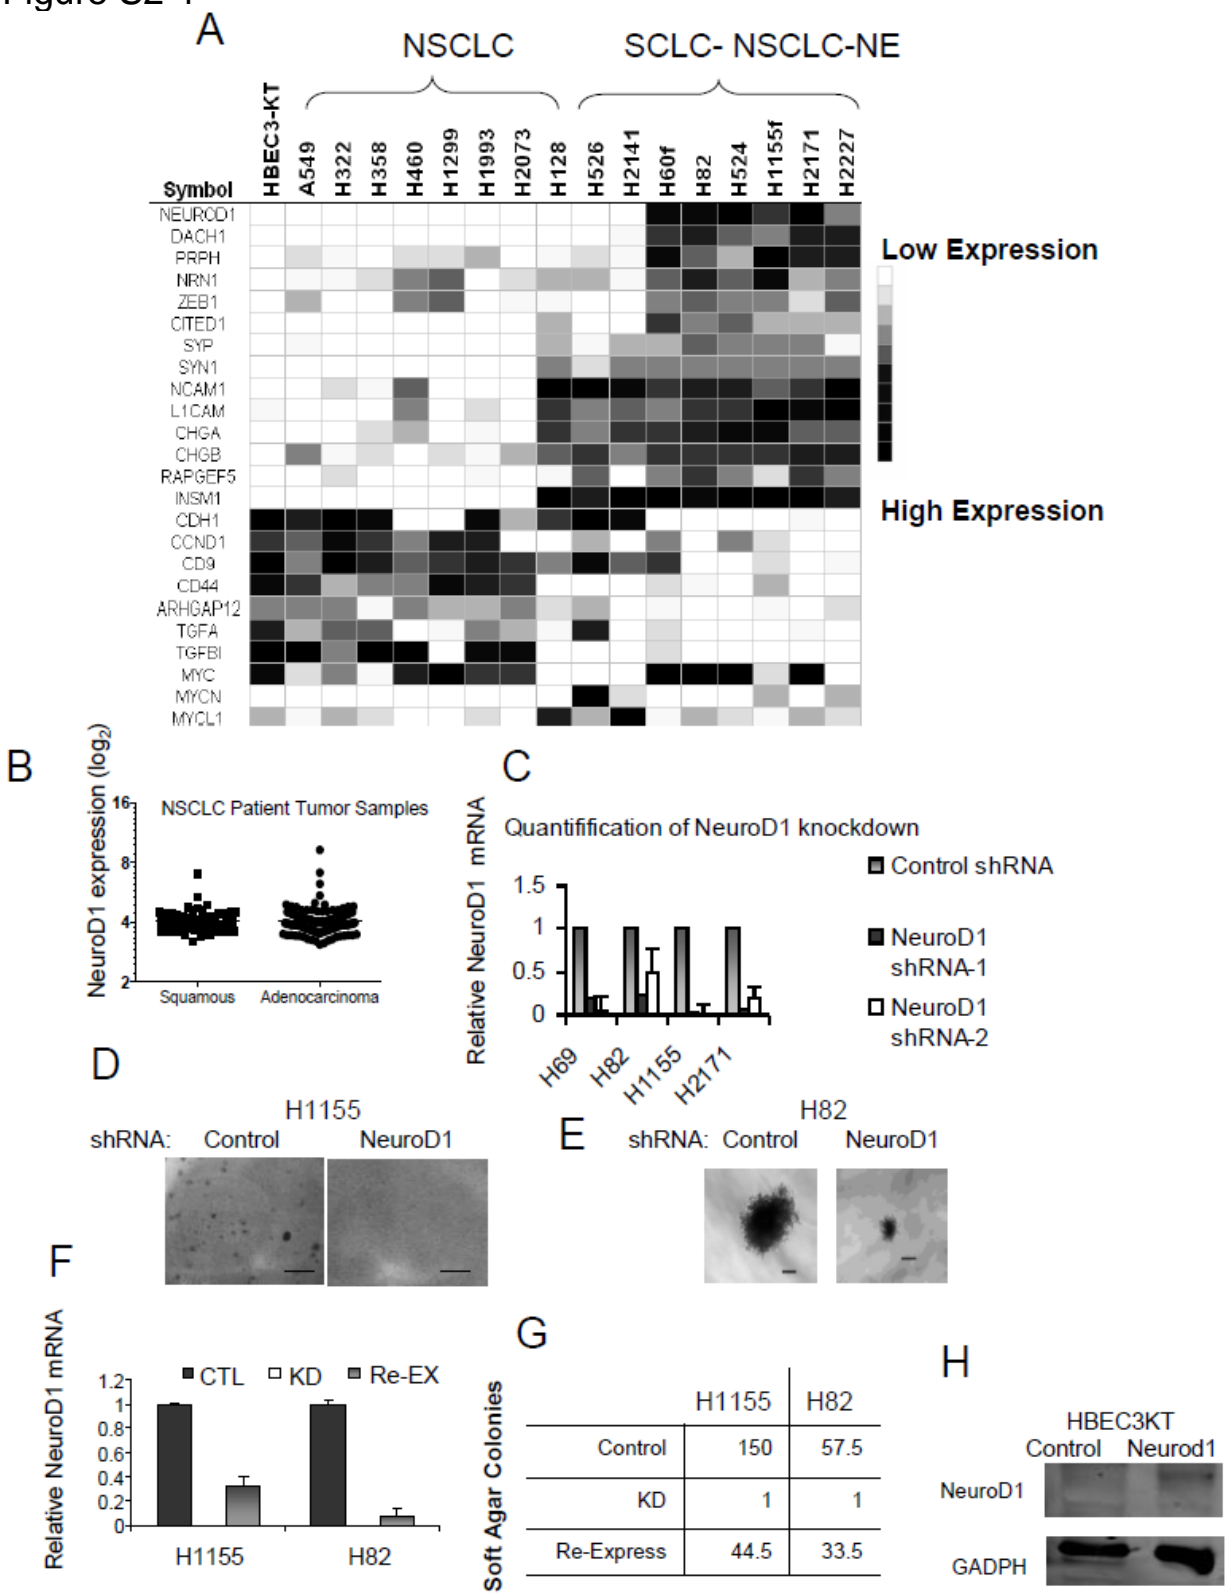 A
NSCLC
SCLC- NSCLC-NE
Symbol
HBEC3-KT
A549
H322
H358
H460
H1299
H1993
H2073
H128
H526
H2141
H60f
H82
H524
H1155f
H2171
H2227
NEUROD1
DACH1
PRPH
NRN1
ZEB1
CITED1
SYP
SYN1
NCAM1
L1CAM
CHGA
CHGB
RAPGEF5
INSM1
CDH1
CCND1
CD9
CD44
ARHGAP12
TGFA
TGFBI
MYC
MYCN
MYCL1
Low Expression
High Expression
B
NeuroD1 expression (log2)
NSCLC Patient Tumor Samples
16
8
4
2
Squamous Adenocarcinoma
C
Relative NeuroD1 mRNA
Quantifification of NeuroD1 knockdown
1.5
1
0.5
0
H69
H82
H1155
H2171
Control shRNA
NeuroD1
shRNA-1
NeuroD1
shRNA-2
D
H1155
shRNA: Control NeuroD1
E
H82
shRNA: Control NeuroD1
F
Relative NeuroD1 mRNA
CTL KD Re-EX
1.2
1
0.8
0.6
0.4
0.2
0
H1155 H82
G
Soft Agar Colonies
H1155 H82
Control 150 57.5
KD 1 1
Re-Express 44.5 33.5
H
HBEC3KT
Control Neurod1
NeuroD1
GADPH